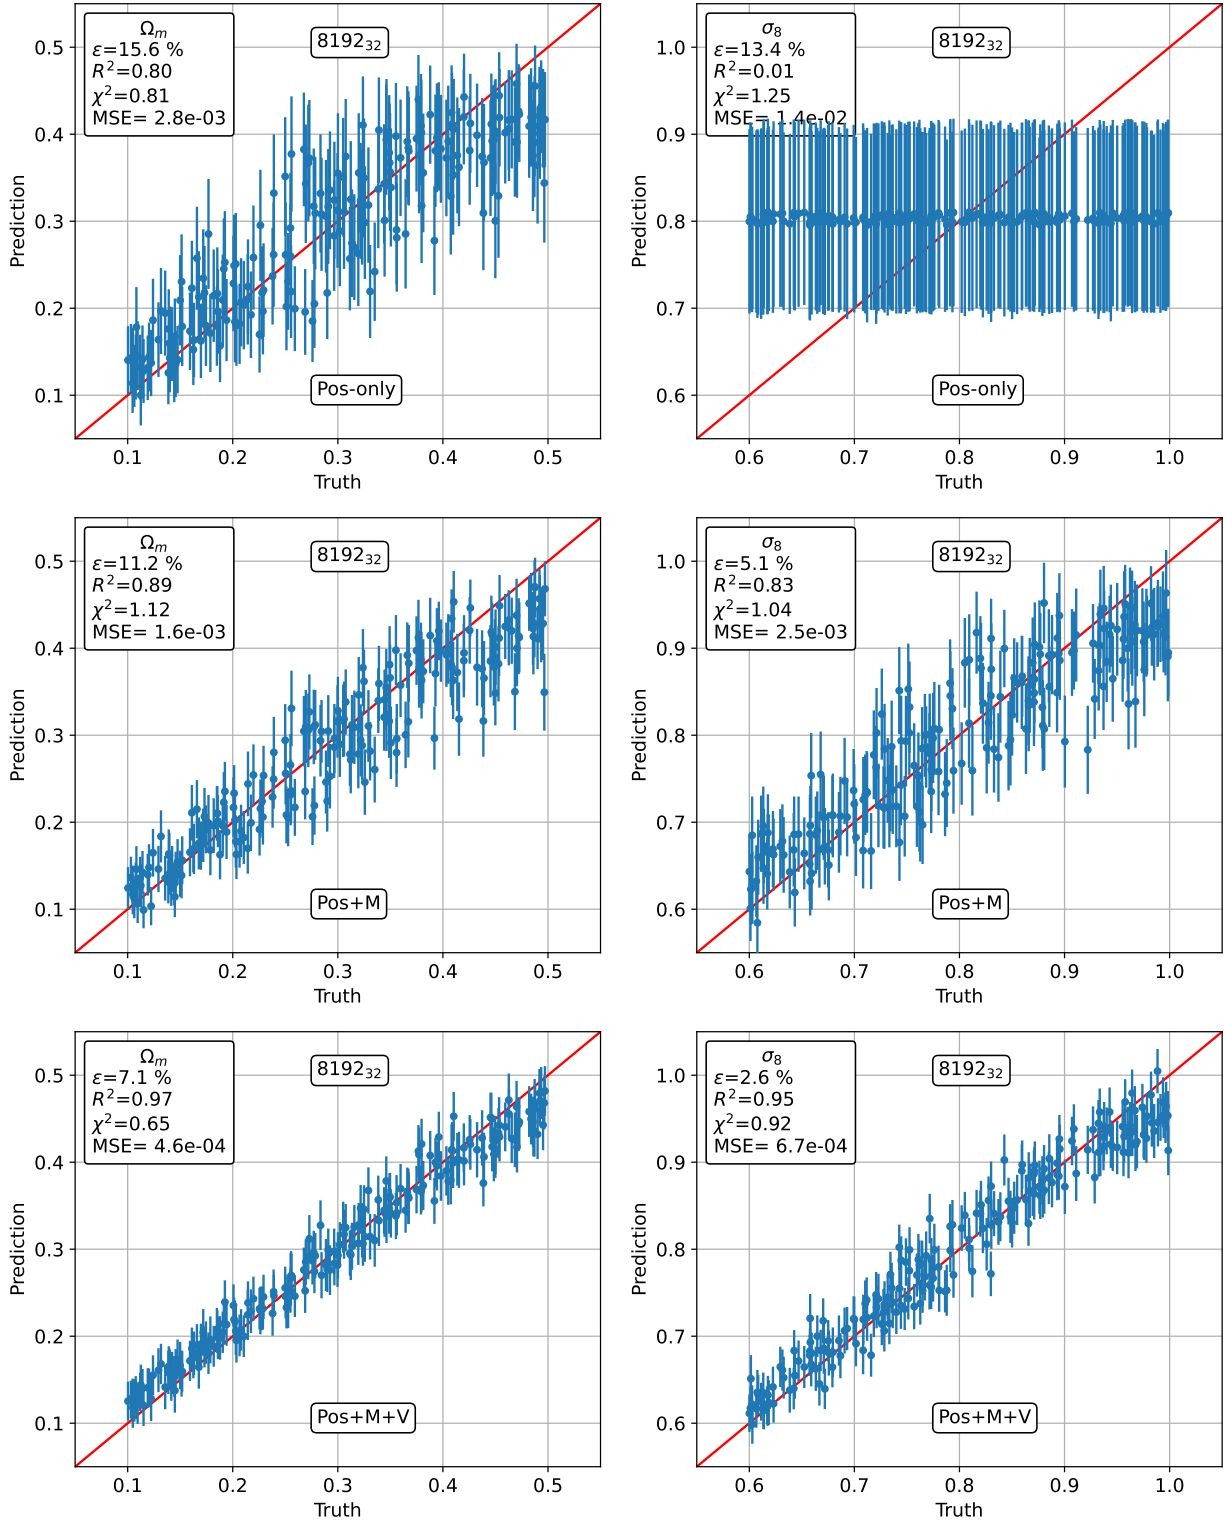 Ω_m
ε=15.6 %
R²=0.80
χ²=0.81
MSE= 2.8e-03
8192₃₂
Pos-only
0.5
0.4
0.3
0.2
0.1
Prediction
0.1 0.2 0.3 0.4 0.5
Truth
σ₈
ε=13.4 %
R²=0.01
χ²=1.25
MSE= 1.4e-02
8192₃₂
Pos-only
1.0
0.9
0.8
0.7
0.6
Prediction
0.6 0.7 0.8 0.9 1.0
Truth
Ω_m
ε=11.2 %
R²=0.89
χ²=1.12
MSE= 1.6e-03
8192₃₂
Pos+M
0.5
0.4
0.3
0.2
0.1
Prediction
0.1 0.2 0.3 0.4 0.5
Truth
σ₈
ε=5.1 %
R²=0.83
χ²=1.04
MSE= 2.5e-03
8192₃₂
Pos+M
1.0
0.9
0.8
0.7
0.6
Prediction
0.6 0.7 0.8 0.9 1.0
Truth
Ω_m
ε=7.1 %
R²=0.97
χ²=0.65
MSE= 4.6e-04
8192₃₂
Pos+M+V
0.5
0.4
0.3
0.2
0.1
Prediction
0.1 0.2 0.3 0.4 0.5
Truth
σ₈
ε=2.6 %
R²=0.95
χ²=0.92
MSE= 6.7e-04
8192₃₂
Pos+M+V
1.0
0.9
0.8
0.7
0.6
Prediction
0.6 0.7 0.8 0.9 1.0
Truth